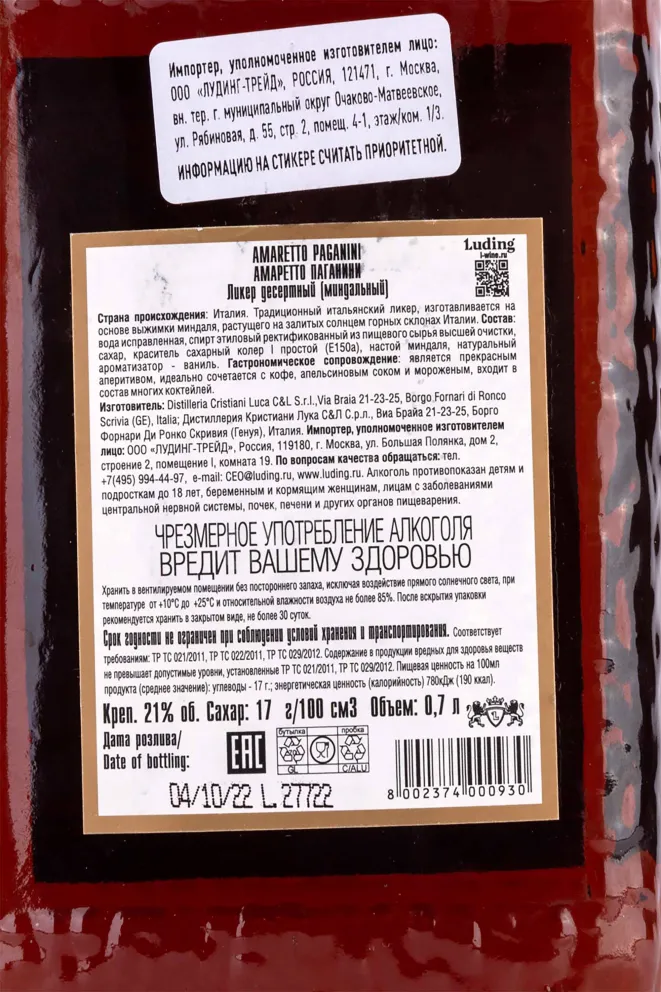 Импортер, уполномоченное изготовителем лицо:
ООО «ЛУДИНГ-ТРЕЙД», РОССИЯ, 121471, г. Москва,
вн. тер. г. муниципальный округ Очаково-Матвеевское,
ул. Рябиновая, д. 55, стр. 2, помещ. 4-1, этаж/ком. 1/3.
ИНФОРМАЦИЮ НА СТИКЕРЕ СЧИТАТЬ ПРИОРИТЕТНОЙ.
Luding
i-wine.ru
AMARETTO PAGANINI
АМАРЕТТО ПАГАНИНИ
Ликер десертный (миндальный)
Страна происхождения: Италия. Традиционный итальянский ликер, изготавливается на
основе выжимки миндаля, растущего на залитых солнцем горных склонах Италии. Состав:
вода исправленная, спирт этиловый ректификованный из пищевого сырья высшей очистки,
сахар, краситель сахарный колер I простой (Е150а), настой миндаля, натуральный
ароматизатор - ваниль. Гастрономическое сопровождение: является прекрасным
аперитивом, идеально сочетается с кофе, апельсиновым соком и мороженым, входит в
состав многих коктейлей.
Изготовитель: Distilleria Cristiani Luca C&L S.r.l.,Via Braia 21-23-25, Borgo Fornari di Ronco
Scrivia (GE), Italia; Дистиллерия Кристиани Лука С&Л С.р.л., Виа Брайа 21-23-25, Борго
Форнари Ди Ронко Скривия (Генуя), Италия. Импортер, уполномоченное изготовителем
лицо: ООО «ЛУДИНГ-ТРЕЙД», Россия, 119180, г. Москва, ул. Большая Полянка, дом 2,
строение 2, помещение I, комната 19. По вопросам качества обращаться: тел.
+7(495) 994-44-97, e-mail: CEO@luding.ru, www.luding.ru. Алкоголь противопоказан детям и
подросткам до 18 лет, беременным и кормящим женщинам, лицам с заболеваниями
центральной нервной системы, почек, печени и других органов пищеварения.
ЧРЕЗМЕРНОЕ УПОТРЕБЛЕНИЕ АЛКОГОЛЯ
ВРЕДИТ ВАШЕМУ ЗДОРОВЬЮ
Хранить в вентилируемом помещении без постороннего запаха, исключая воздействие прямого солнечного света, при
температуре от +10°С до +25°С и относительной влажности воздуха не более 85%. После вскрытия упаковки
рекомендуется хранить в закрытом виде, не более 30 суток.
Срок годности не ограничен при соблюдении условий хранения и транспортирования. Соответствует
требованиям: ТР ТС 021/2011, ТР ТС 022/2011, ТР ТС 029/2012. Содержание в продукции вредных для здоровья веществ
не превышает допустимые уровни, установленные ТР ТС 021/2011, ТР ТС 029/2012. Пищевая ценность на 100мл
продукта (среднее значение): углеводы - 17 г.; энергетическая ценность (калорийность) 780кДж (190 ккал).
Креп. 21% об. Сахар: 17 г/100 см3 Объем: 0,7 л
Дата розлива/
Date of bottling:
EAC
бутылка
GL
пробка
C/ALU
04/10/22 L 27722
8 002374 000930